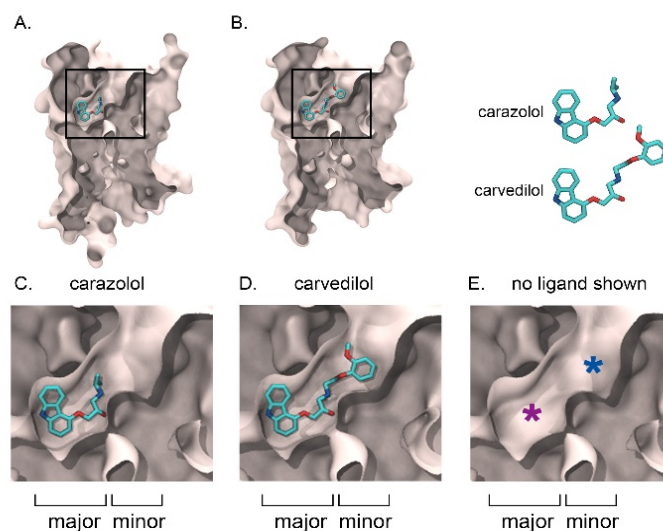 A.
B.
carazolol
carvedilol
C. carazolol
D. carvedilol
E. no ligand shown
*
*
major minor
major minor
major minor